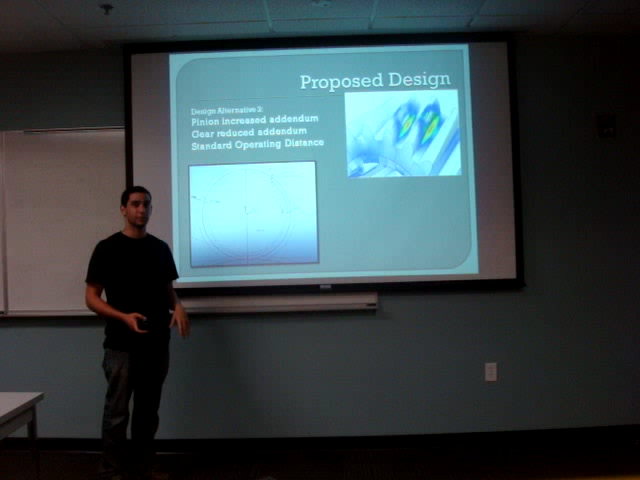 Proposed Design
Design Alternative 3:
Pinion increased addendum
Gear reduced addendum
Standard Operating Distance